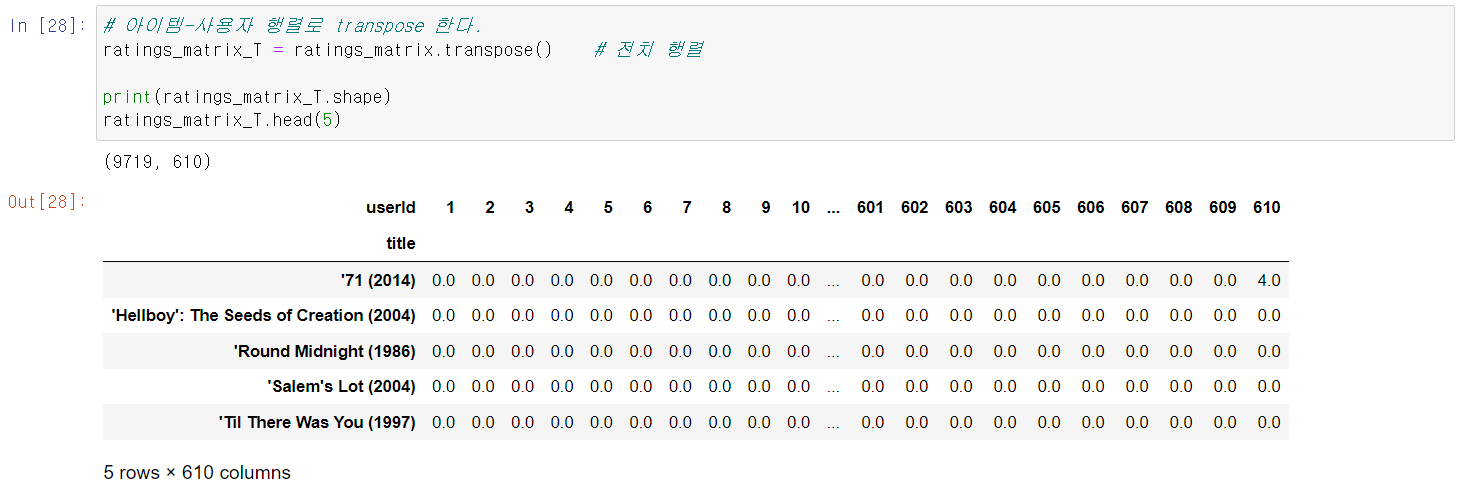 In [28]: # 아이템-사용자 행렬로 transpose 한다.
ratings_matrix_T = ratings_matrix.transpose()    # 전치 행렬
print(ratings_matrix_T.shape)
ratings_matrix_T.head(5)
(9719, 610)
Out[28]:
userId 1 2 3 4 5 6 7 8 9 10 ... 601 602 603 604 605 606 607 608 609 610
title
'71 (2014) 0.0 0.0 0.0 0.0 0.0 0.0 0.0 0.0 0.0 0.0 ... 0.0 0.0 0.0 0.0 0.0 0.0 0.0 0.0 0.0 4.0
'Hellboy': The Seeds of Creation (2004) 0.0 0.0 0.0 0.0 0.0 0.0 0.0 0.0 0.0 0.0 ... 0.0 0.0 0.0 0.0 0.0 0.0 0.0 0.0 0.0 0.0
'Round Midnight (1986) 0.0 0.0 0.0 0.0 0.0 0.0 0.0 0.0 0.0 0.0 ... 0.0 0.0 0.0 0.0 0.0 0.0 0.0 0.0 0.0 0.0
'Salem's Lot (2004) 0.0 0.0 0.0 0.0 0.0 0.0 0.0 0.0 0.0 0.0 ... 0.0 0.0 0.0 0.0 0.0 0.0 0.0 0.0 0.0 0.0
'Til There Was You (1997) 0.0 0.0 0.0 0.0 0.0 0.0 0.0 0.0 0.0 0.0 ... 0.0 0.0 0.0 0.0 0.0 0.0 0.0 0.0 0.0 0.0
5 rows × 610 columns